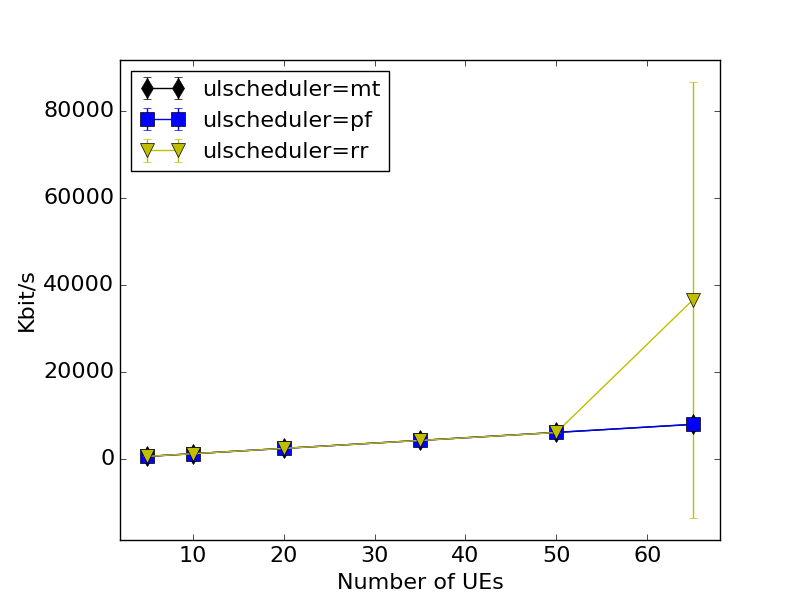 ulscheduler=mt
ulscheduler=pf
ulscheduler=rr
80000
60000
40000
20000
0
Kbit/s
10 20 30 40 50 60
Number of UEs